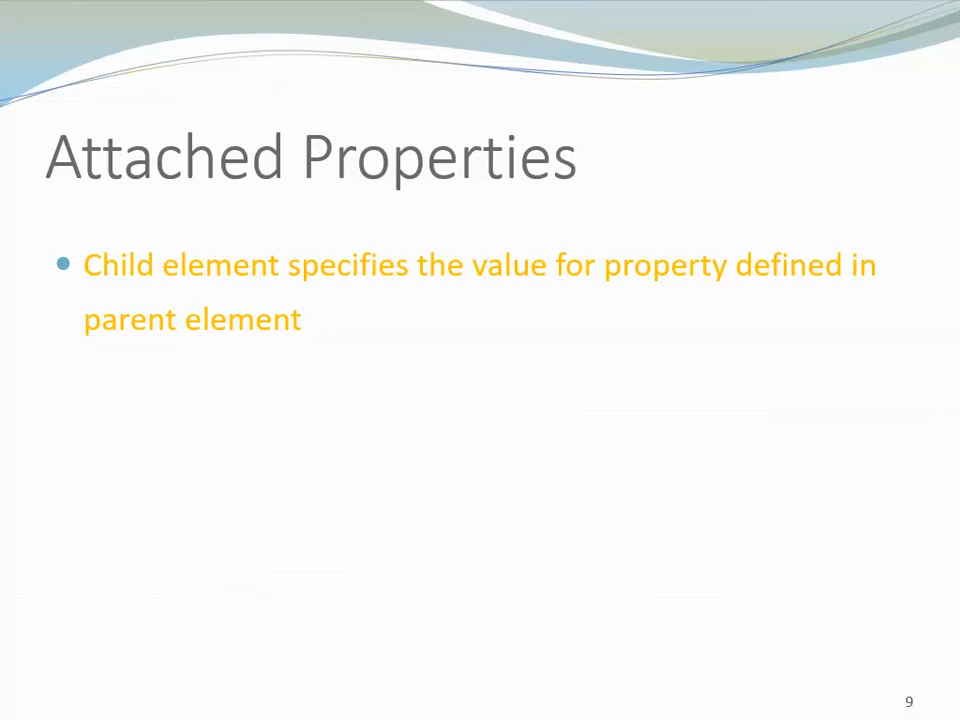 Attached Properties
• Child element specifies the value for property defined in
parent element
9